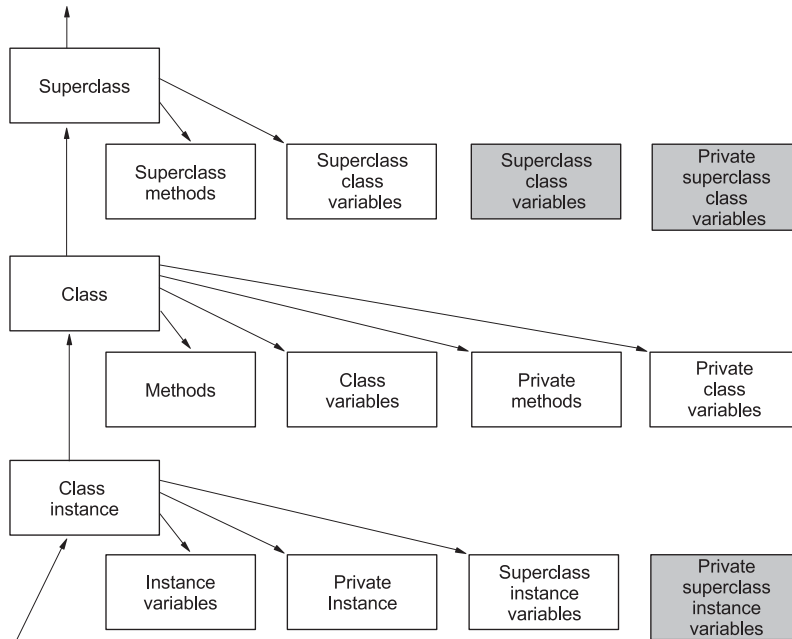 Superclass
Superclass
methods
Superclass
class
variables
Superclass
class
variables
Private
superclass
class
variables
Class
Methods
Class
variables
Private
methods
Private
class
variables
Class
instance
Instance
variables
Private
Instance
Superclass
instance
variables
Private
superclass
instance
variables